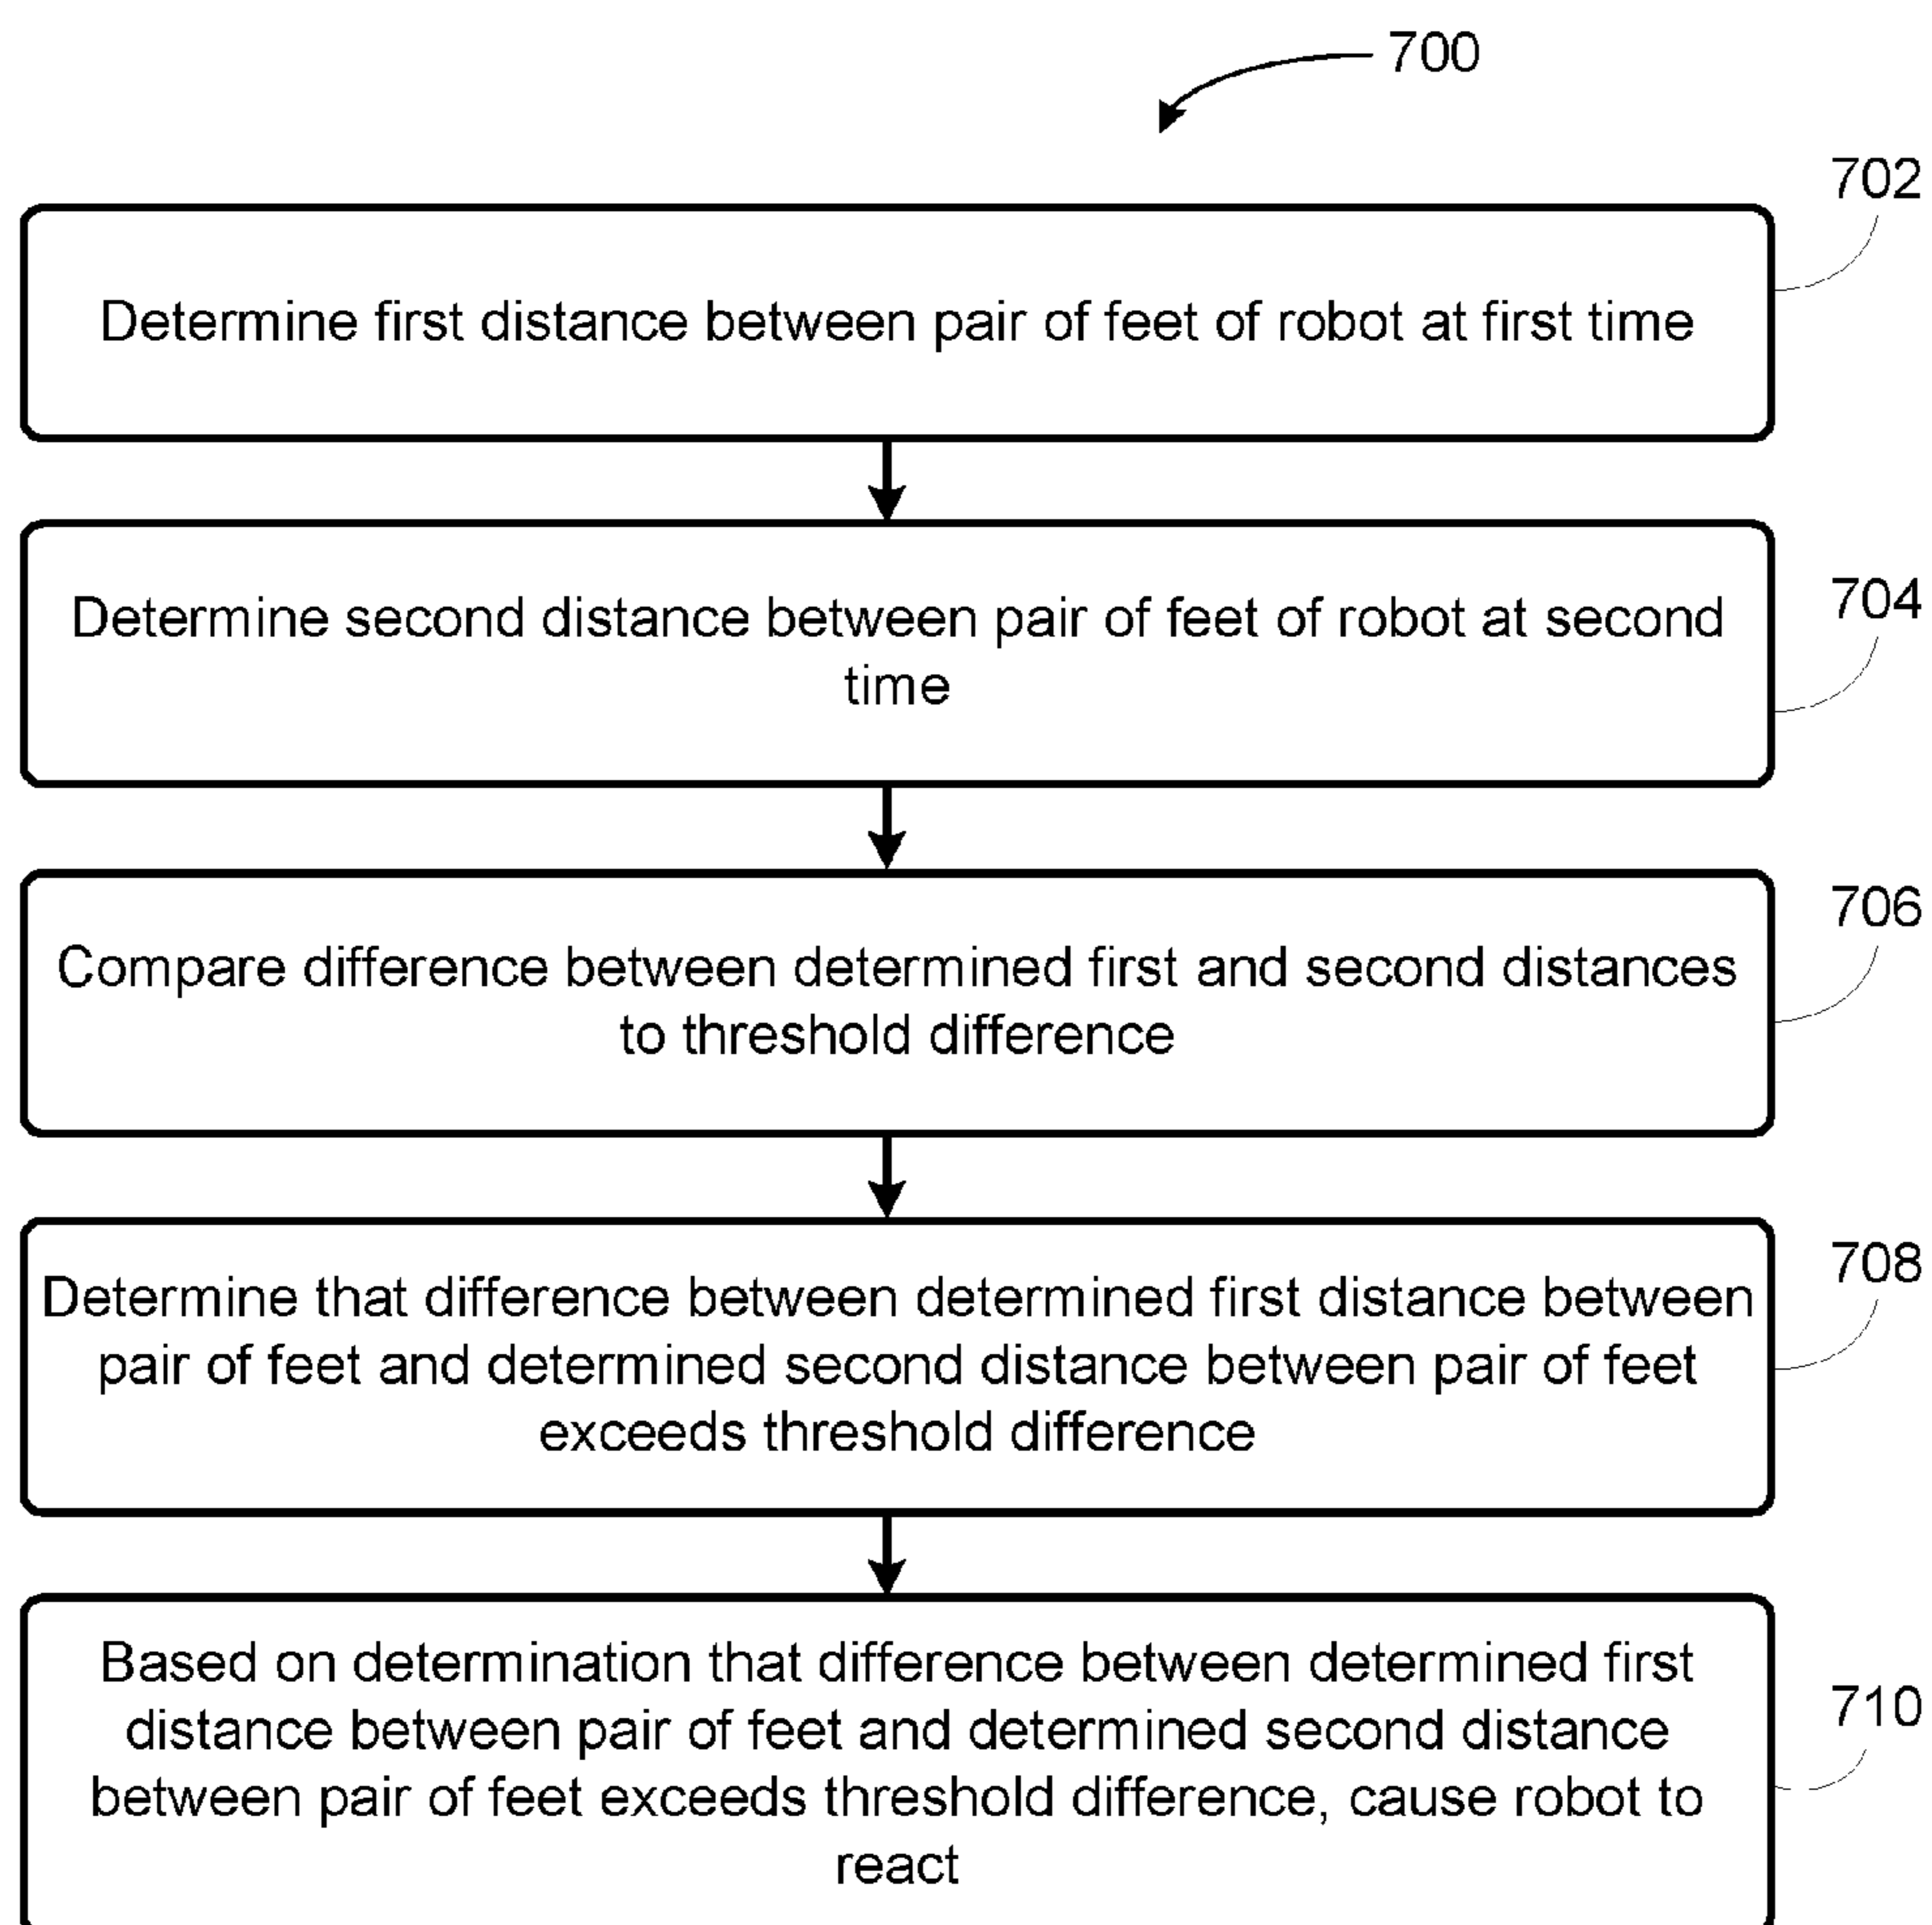 700
702
Determine first distance between pair of feet of robot at first time
704
Determine second distance between pair of feet of robot at second
time
706
Compare difference between determined first and second distances
to threshold difference
708
Determine that difference between determined first distance between
pair of feet and determined second distance between pair of feet
exceeds threshold difference
710
Based on determination that difference between determined first
distance between pair of feet and determined second distance
between pair of feet exceeds threshold difference, cause robot to
react